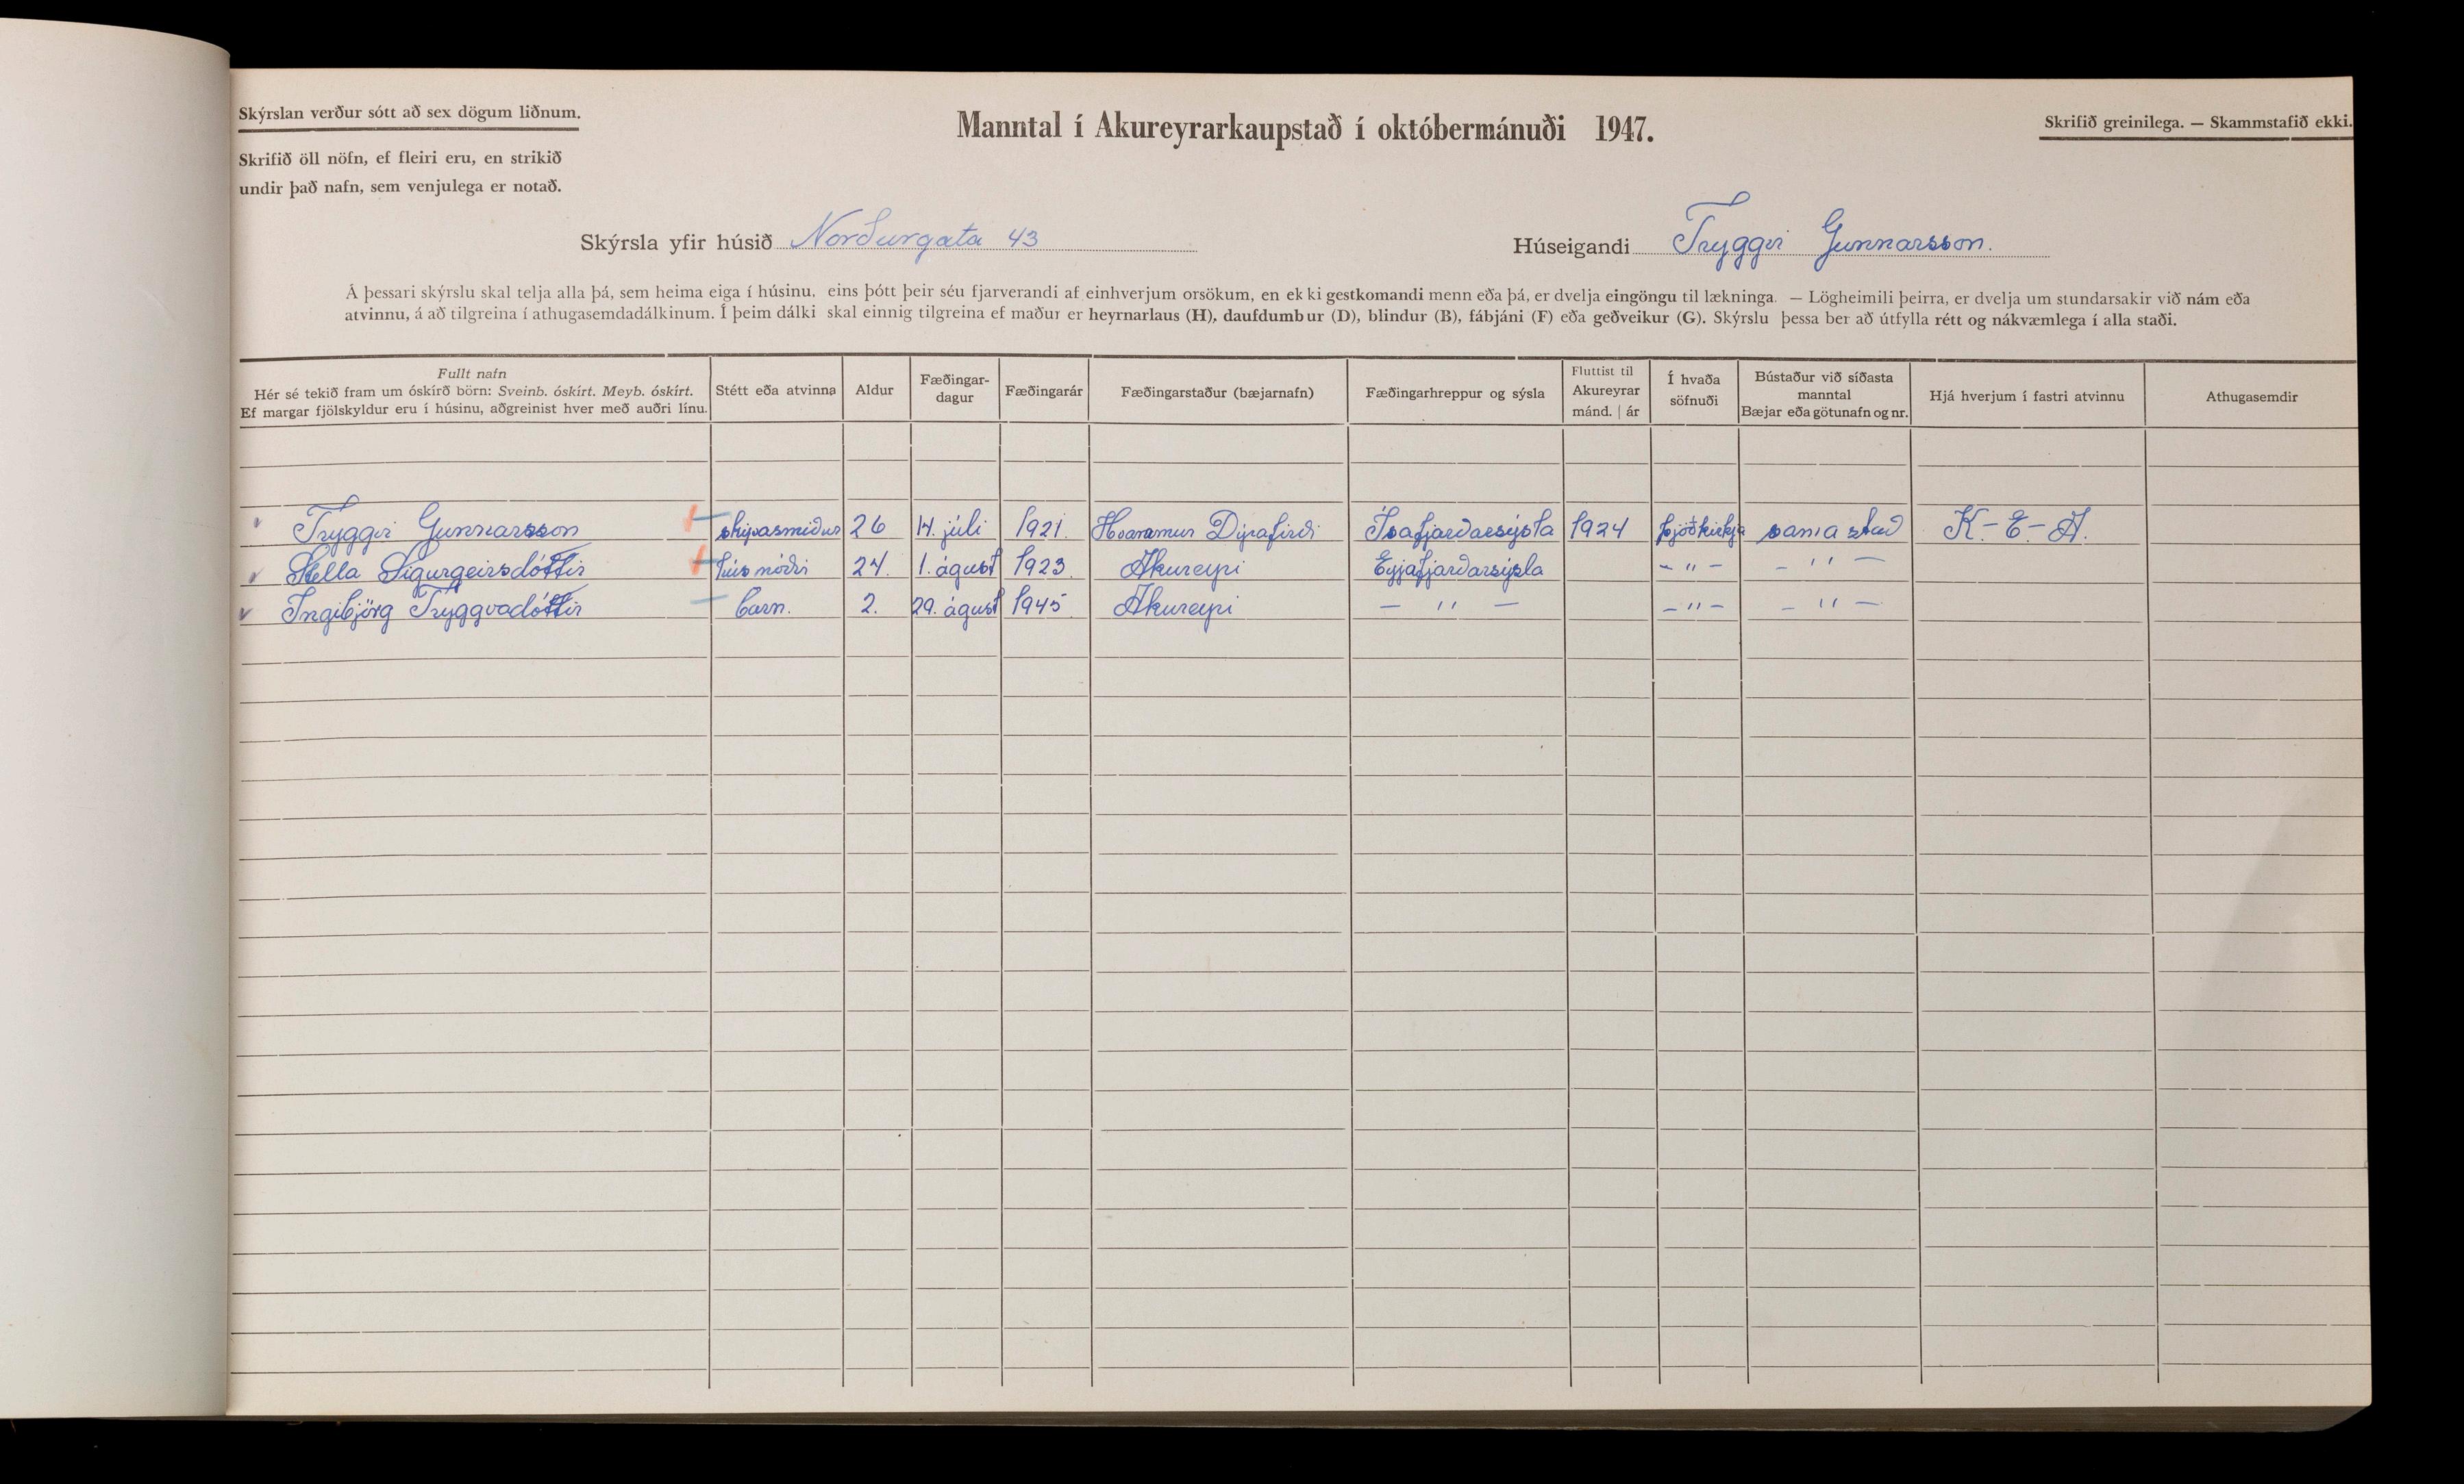 Skýrslan verður sótt að sex dögum liðnum.
Manntal í Akureyrarkaupstað í októbermánuði 1947.
Skrifið greinilega. — Skammstafið ekki.
Skrifið öll nöfn, ef fleiri eru, en strikið
undir það nafn, sem venjulega er notað.
Skýrsla yfir húsið Norðurgata 43
Húseigandi Tryggvi Gunnarsson.
Á þessari skýrslu skal telja alla þá, sem heima eiga í húsinu, eins þótt þeir séu fjarverandi af einhverjum orsökum, en ekki gestkomandi menn eða þá, er dvelja eingöngu til lækninga. — Lögheimili þeirra, er dvelja um stundarsakir við nám eða
atvinnu, á að tilgreina í athugasemdadálkinum. Í þeim dálki skal einnig tilgreina ef maður er heyrnarlaus (H), daufdumbur (D), blindur (B), fábjáni (F) eða geðveikur (G). Skýrslu þessa ber að útfylla rétt og nákvæmlega í alla staði.
Fullt nafn
Hér sé tekið fram um óskírð börn: Sveinb. óskírt. Meyb. óskírt.
Ef margar fjölskyldur eru í húsinu, aðgreinist hver með auðri línu.
Stétt eða atvinna
Aldur
Fæðingar-
dagur
Fæðingarár
Fæðingarstaður (bæjarnafn)
Fæðingarhreppur og sýsla
Fluttist til
Akureyrar
mánd. | ár
Í hvaða
söfnuði
Bústaður við síðasta
manntal
Bæjar eða götunafn og nr.
Hjá hverjum í fastri atvinnu
Athugasemdir
Tryggvi Gunnarsson skipasmiður 26 14. júlí 1921. Hvammur Dýrafirði Ísafjarðarsýsla 1924 þjóðkirkja sama stað K-E-A.
Stella Sigurgeirsdóttir húsmóðir 24. 1. ágúst 1923. Akureyri Eyjafjarðarsýsla - " - - " -
Ingibjörg Tryggvadóttir barn. 2. 29. ágúst 1945 Akureyri - " - - " - - " -